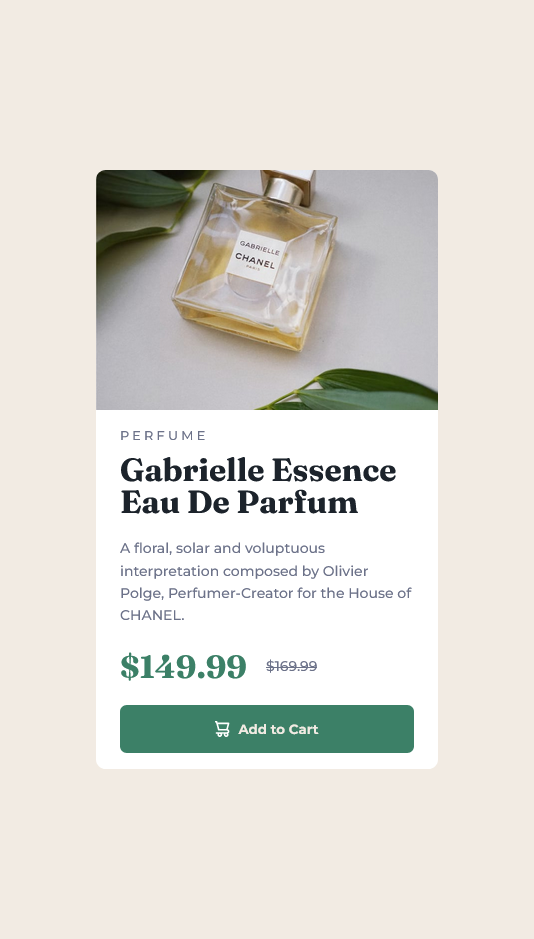 GABRIELLE
CHANEL
PARIS
PERFUME
Gabrielle Essence
Eau De Parfum
A floral, solar and voluptuous
interpretation composed by Olivier
Polge, Perfumer-Creator for the House of
CHANEL.
$149.99 $169.99
Add to Cart